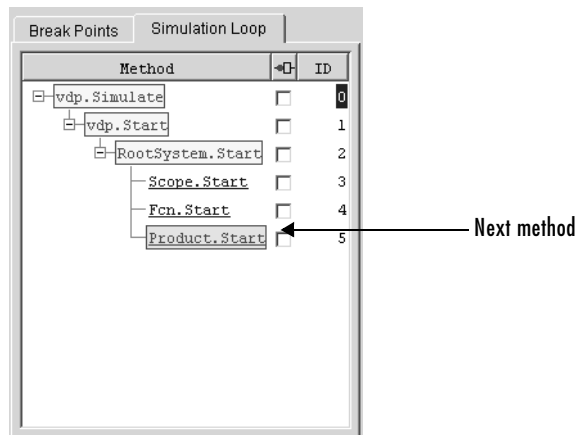 Break Points Simulation Loop
Method ID
vdp.Simulate 0
vdp.Start 1
RootSystem.Start 2
Scope.Start 3
Fcn.Start 4
Product.Start 5
Next method